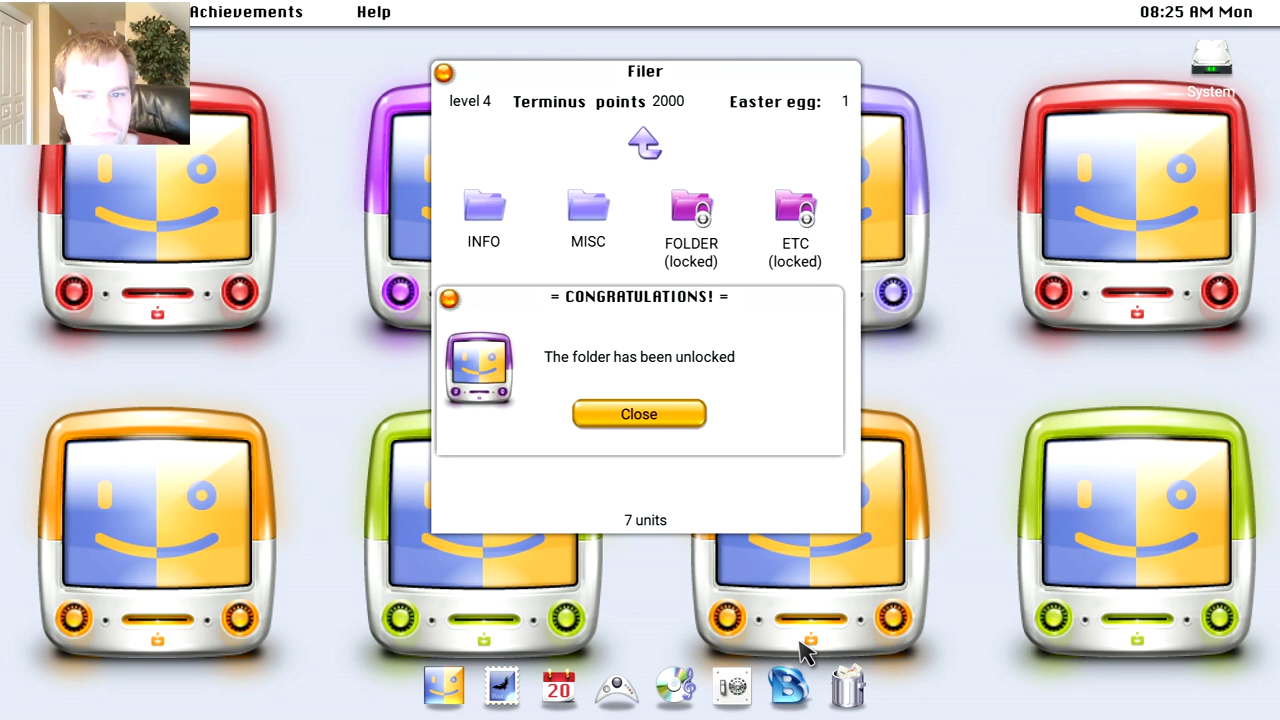 Achievements Help 08:25 AM Mon
System
Filer
level 4 Terminus points 2000 Easter egg: 1
INFO MISC FOLDER (locked) ETC (locked)
= CONGRATULATIONS! =
The folder has been unlocked
Close
7 units
20